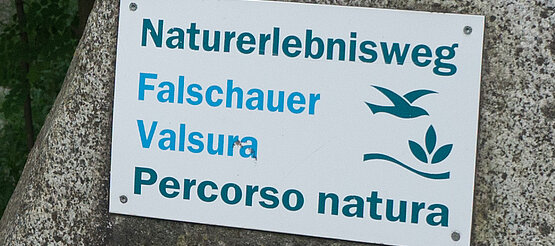 Naturerlebnisweg
Falschauer
Valsura
Percorso natura